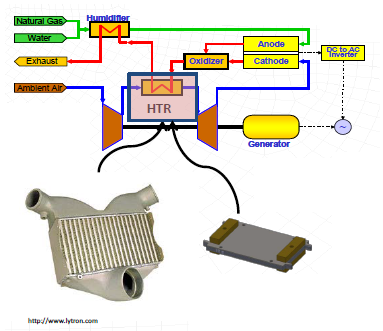 Natural Gas
Humidifier
Water
Anode
DC to AC
Inverter
Exhaust
Oxidizer
Cathode
Ambient Air
HTR
Generator
~
http://www.lytron.com